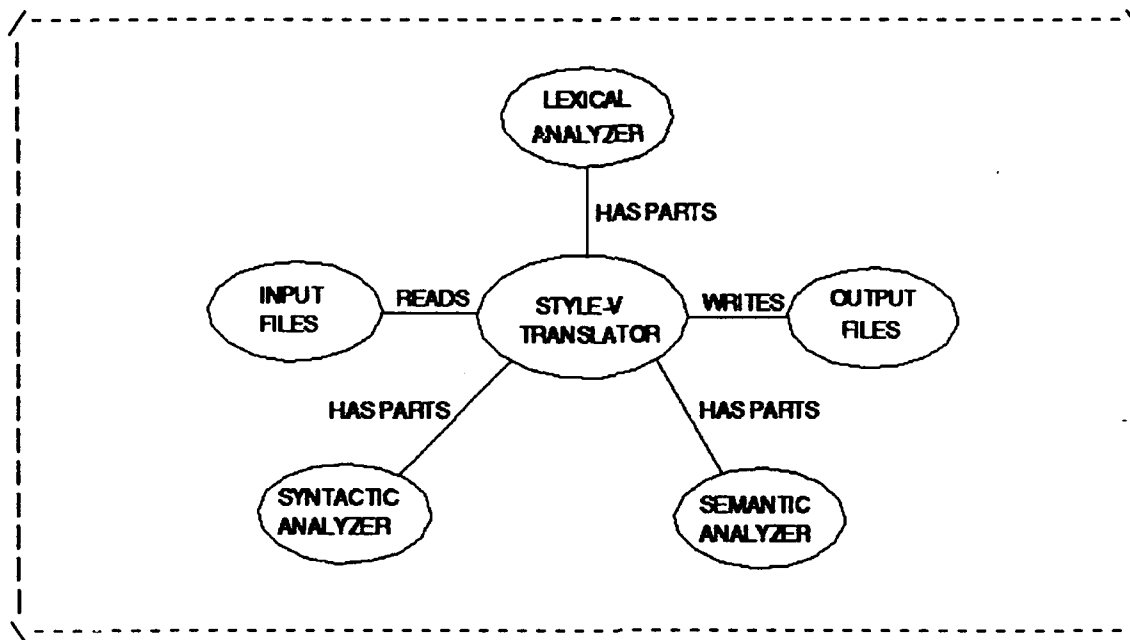 LEXICAL
ANALYZER
HAS PARTS
INPUT
FILES
READS
STYLE-V
TRANSLATOR
WRITES
OUTPUT
FILES
HAS PARTS
HAS PARTS
SYNTACTIC
ANALYZER
SEMANTIC
ANALYZER